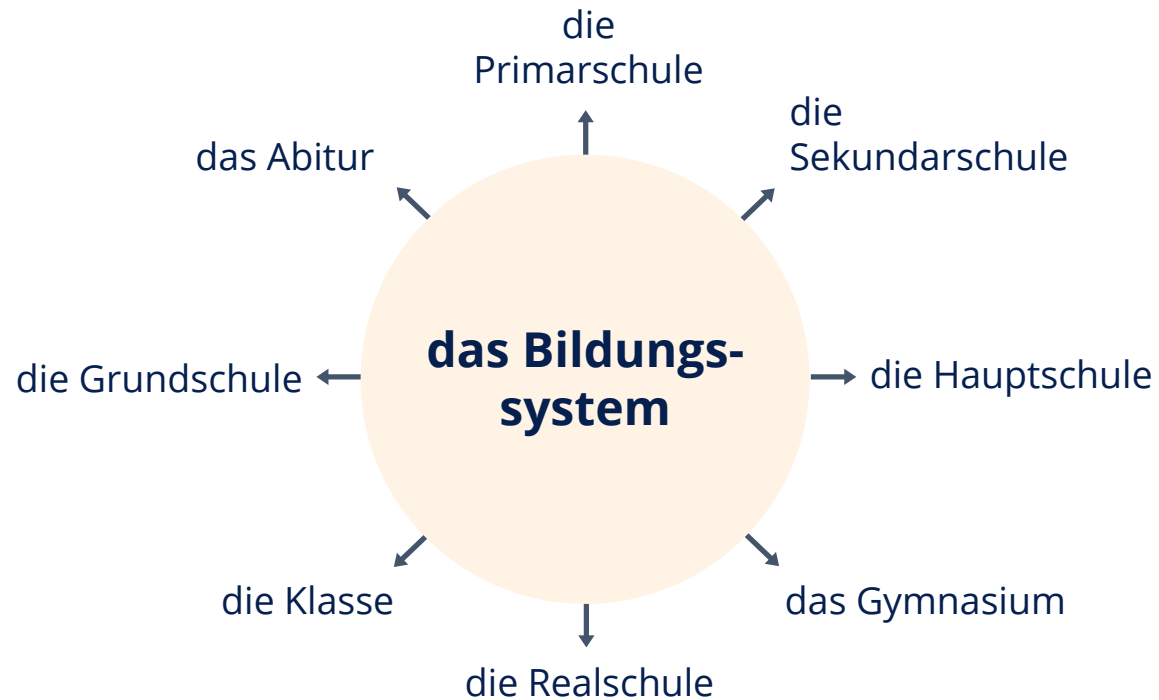 die
Primarschule
die
Sekundarschule
das Abitur
das Bildungs-
system
die Grundschule
die Hauptschule
die Klasse
das Gymnasium
die Realschule